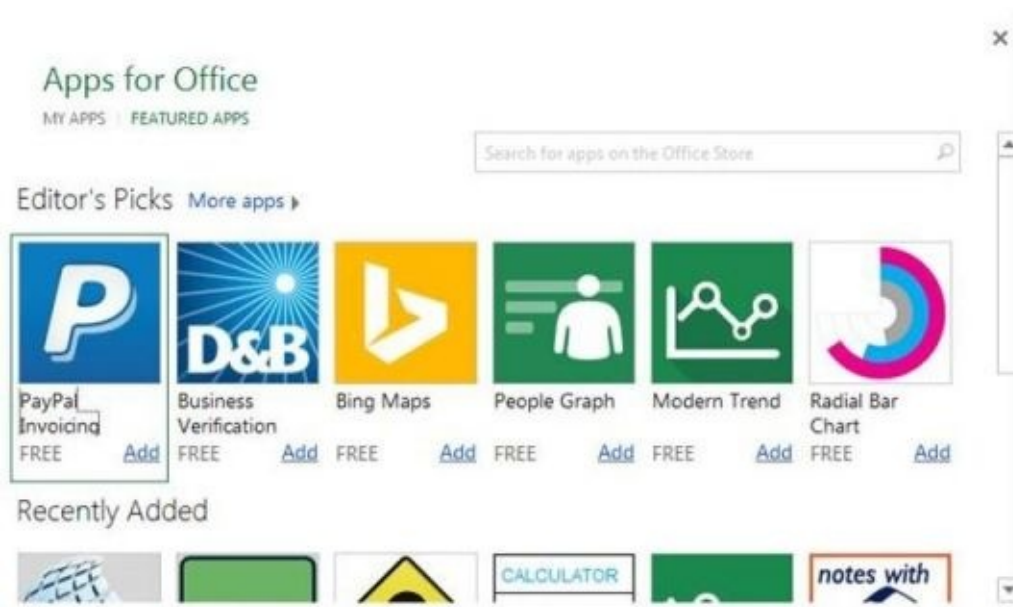 Apps for Office
MY APPS | FEATURED APPS
Search for apps on the Office Store
Editor's Picks More apps
D&B
PayPal Invoicing
FREE Add
Business Verification
FREE Add
Bing Maps
FREE Add
People Graph
FREE Add
Modern Trend
FREE Add
Radial Bar Chart
FREE Add
Recently Added
CALCULATOR
notes with